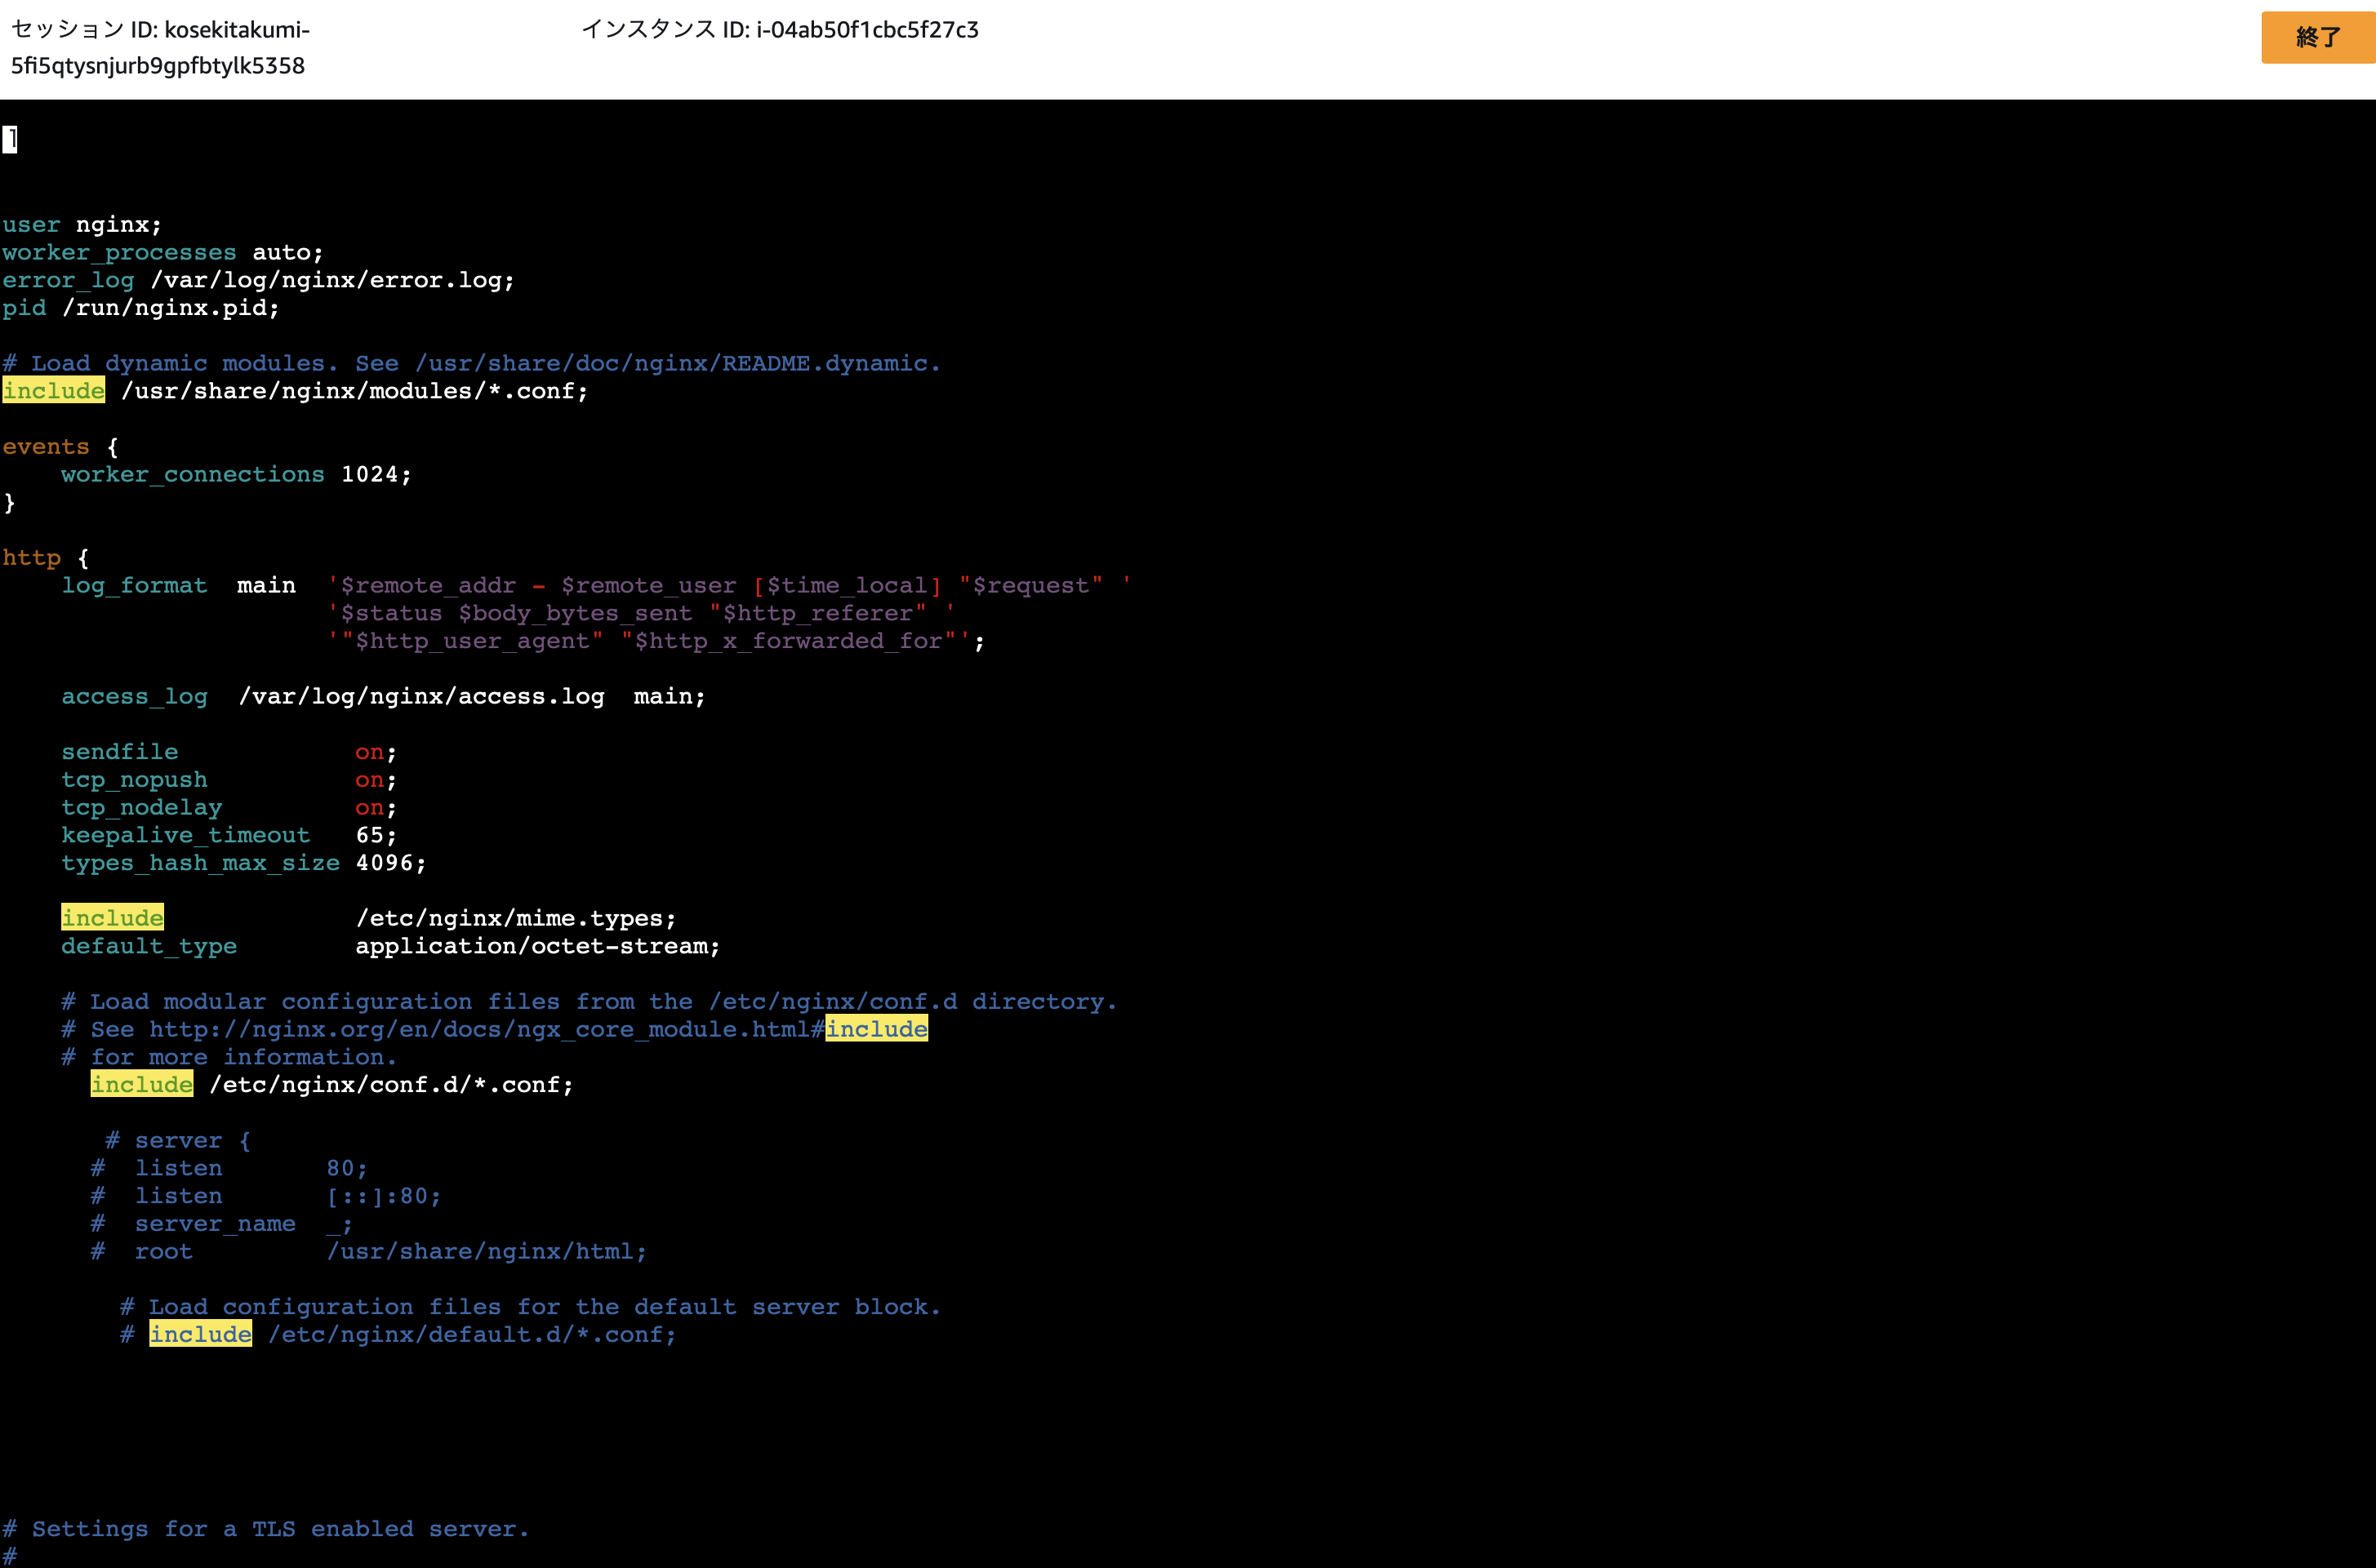 セッション ID: kosekitakumi-
5fi5qtysnjurb9gpfbtylk5358
インスタンス ID: i-04ab50f1cbc5f27c3
終了
l
user nginx;
worker_processes auto;
error_log /var/log/nginx/error.log;
pid /run/nginx.pid;
# Load dynamic modules. See /usr/share/doc/nginx/README.dynamic.
include /usr/share/nginx/modules/*.conf;
events {
    worker_connections 1024;
}
http {
    log_format  main  '$remote_addr - $remote_user [$time_local] "$request" '
                      '$status $body_bytes_sent "$http_referer" '
                      '"$http_user_agent" "$http_x_forwarded_for"';
    access_log  /var/log/nginx/access.log  main;
    sendfile            on;
    tcp_nopush          on;
    tcp_nodelay         on;
    keepalive_timeout   65;
    types_hash_max_size 4096;
    include             /etc/nginx/mime.types;
    default_type        application/octet-stream;
    # Load modular configuration files from the /etc/nginx/conf.d directory.
    # See http://nginx.org/en/docs/ngx_core_module.html#include
    # for more information.
      include /etc/nginx/conf.d/*.conf;
       # server {
      #  listen       80;
      #  listen       [::]:80;
      #  server_name  _;
      #  root         /usr/share/nginx/html;
        # Load configuration files for the default server block.
        # include /etc/nginx/default.d/*.conf;
# Settings for a TLS enabled server.
#